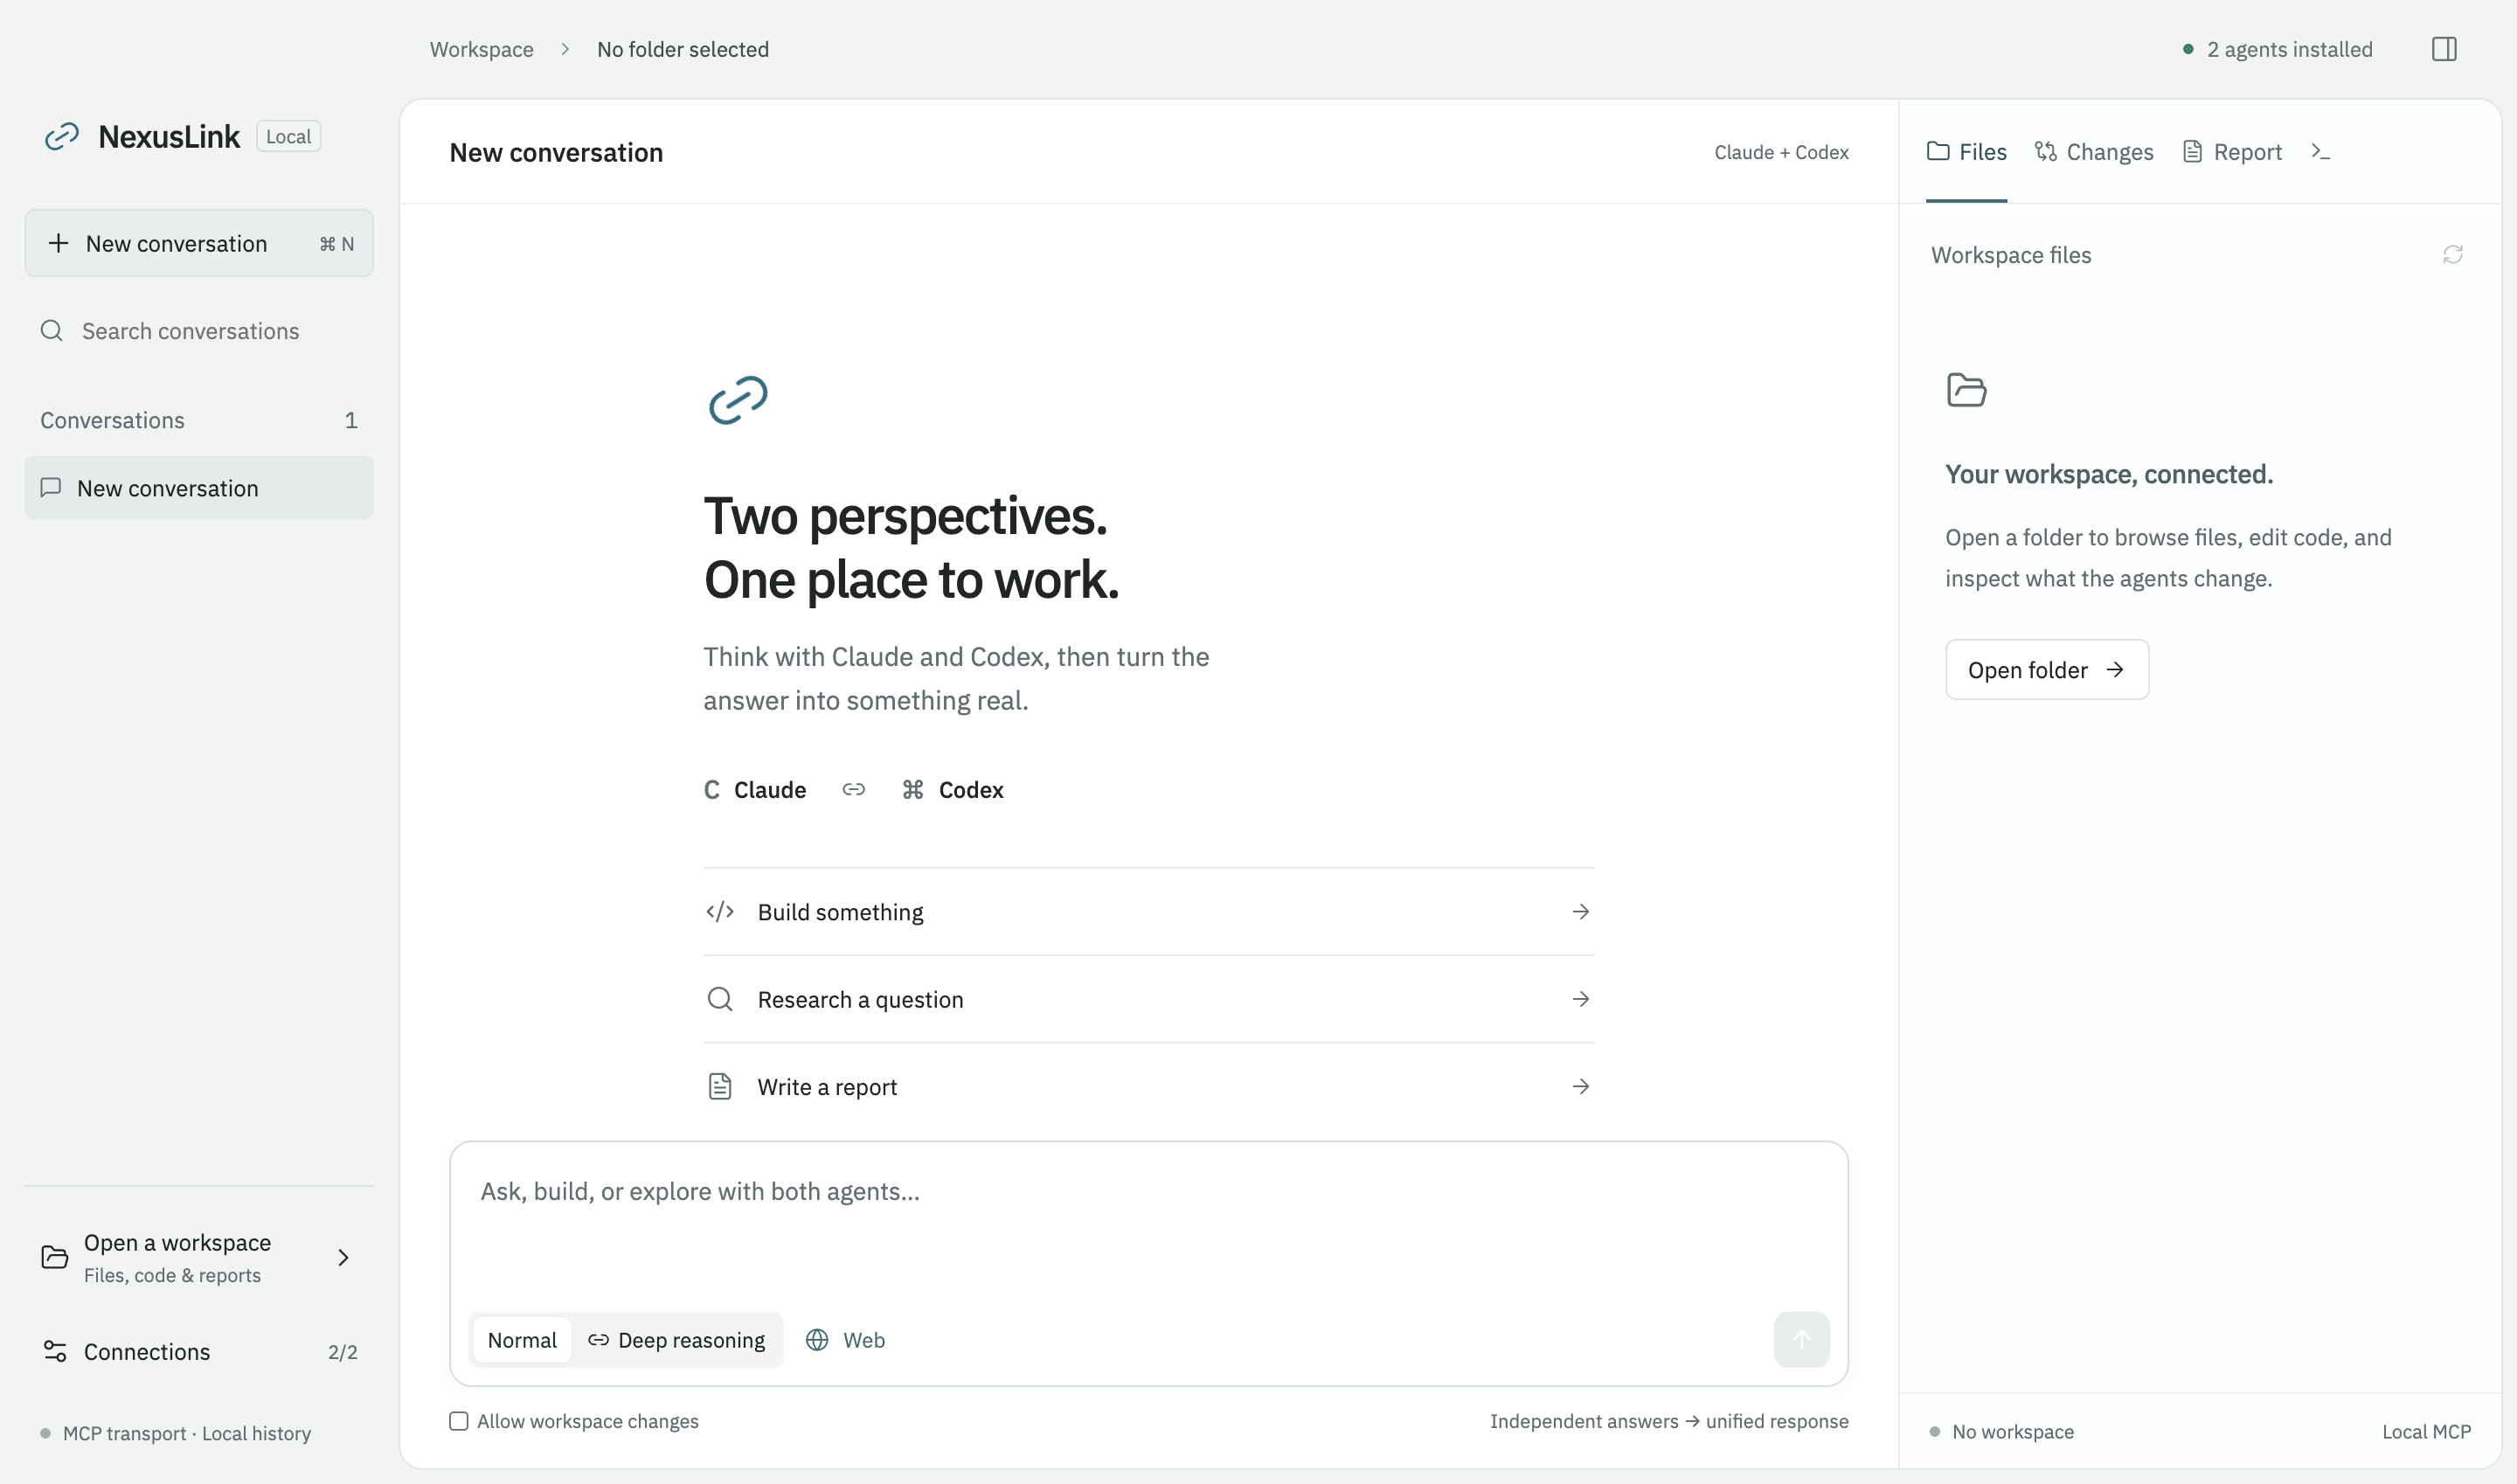 Workspace > No folder selected
2 agents installed
NexusLink Local
New conversation ⌘ N
Search conversations
Conversations 1
New conversation
Open a workspace
Files, code & reports
Connections 2/2
MCP transport · Local history
New conversation
Claude + Codex
Two perspectives.
One place to work.
Think with Claude and Codex, then turn the
answer into something real.
C Claude ⌘ Codex
Build something
Research a question
Write a report
Ask, build, or explore with both agents...
Normal Deep reasoning Web
Allow workspace changes
Independent answers → unified response
Files Changes Report
Workspace files
Your workspace, connected.
Open a folder to browse files, edit code, and
inspect what the agents change.
Open folder →
No workspace
Local MCP